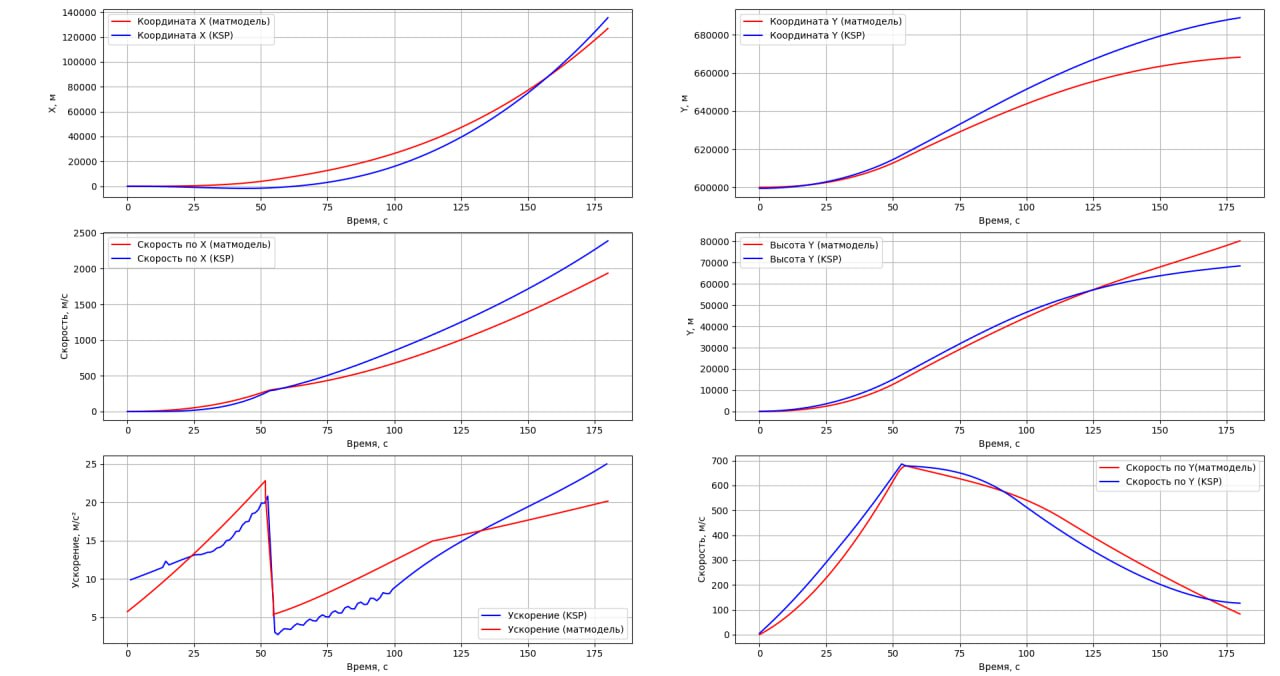 Координата X (матмодель)
Координата X (KSP)
X, м
140000
120000
100000
80000
60000
40000
20000
0
0 25 50 75 100 125 150 175
Время, с
Координата Y (матмодель)
Координата Y (KSP)
Y, м
680000
660000
640000
620000
600000
0 25 50 75 100 125 150 175
Время, с
Скорость по X (матмодель)
Скорость по X (KSP)
Скорость, м/с
2500
2000
1500
1000
500
0
0 25 50 75 100 125 150 175
Время, с
Высота Y (матмодель)
Высота Y (KSP)
Y, м
80000
70000
60000
50000
40000
30000
20000
10000
0
0 25 50 75 100 125 150 175
Время, с
Ускорение, м/с²
25
20
15
10
5
Ускорение (KSP)
Ускорение (матмодель)
0 25 50 75 100 125 150 175
Время, с
Скорость по Y(матмодель)
Скорость по Y (KSP)
Скорость, м/с
700
600
500
400
300
200
100
0
0 25 50 75 100 125 150 175
Время, с